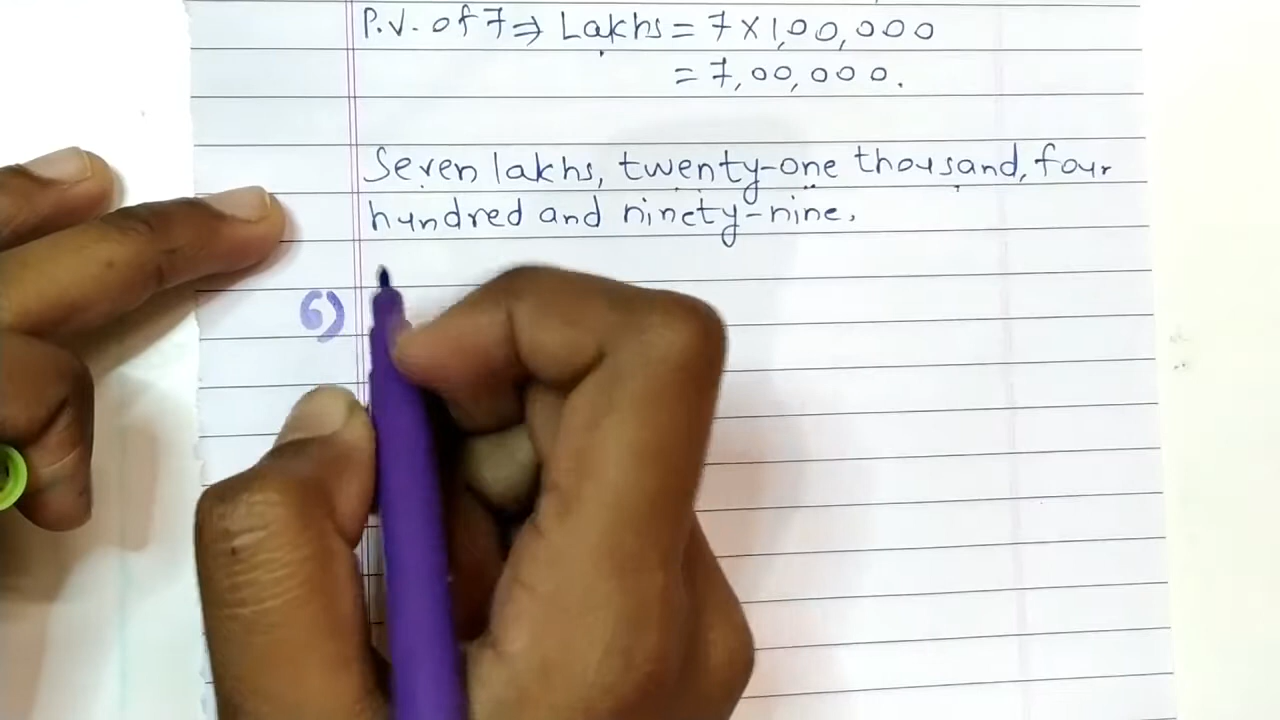 P.V. of 7 ⇒ Lakhs = 7 × 1,00,000
= 7,00,000.
Seven lakhs, twenty-one thousand, four
hundred and ninety-nine.
6)